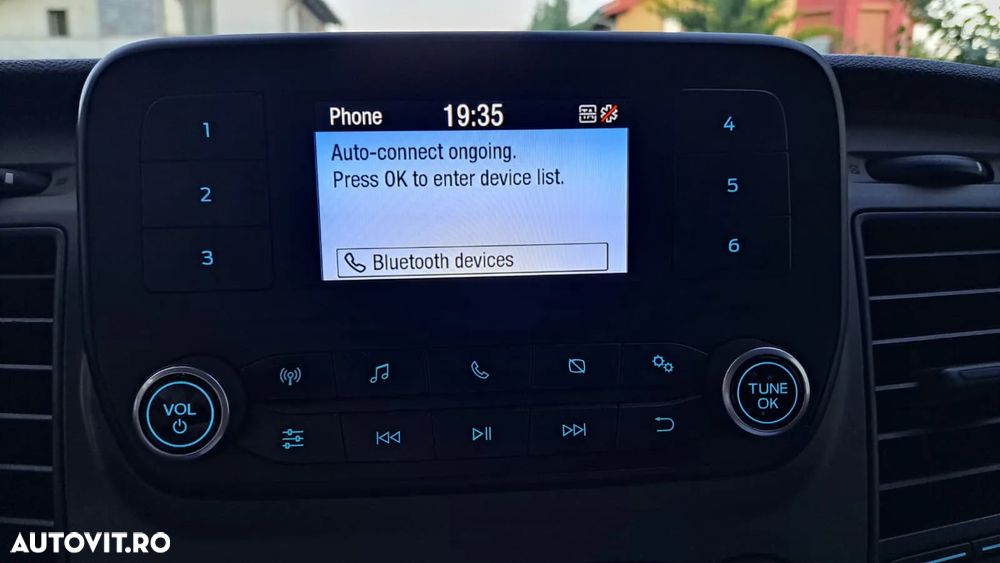 Phone 19:35
Auto-connect ongoing.
Press OK to enter device list.
Bluetooth devices
1
2
3
4
5
6
VOL
TUNE
OK
AUTOVIT.RO